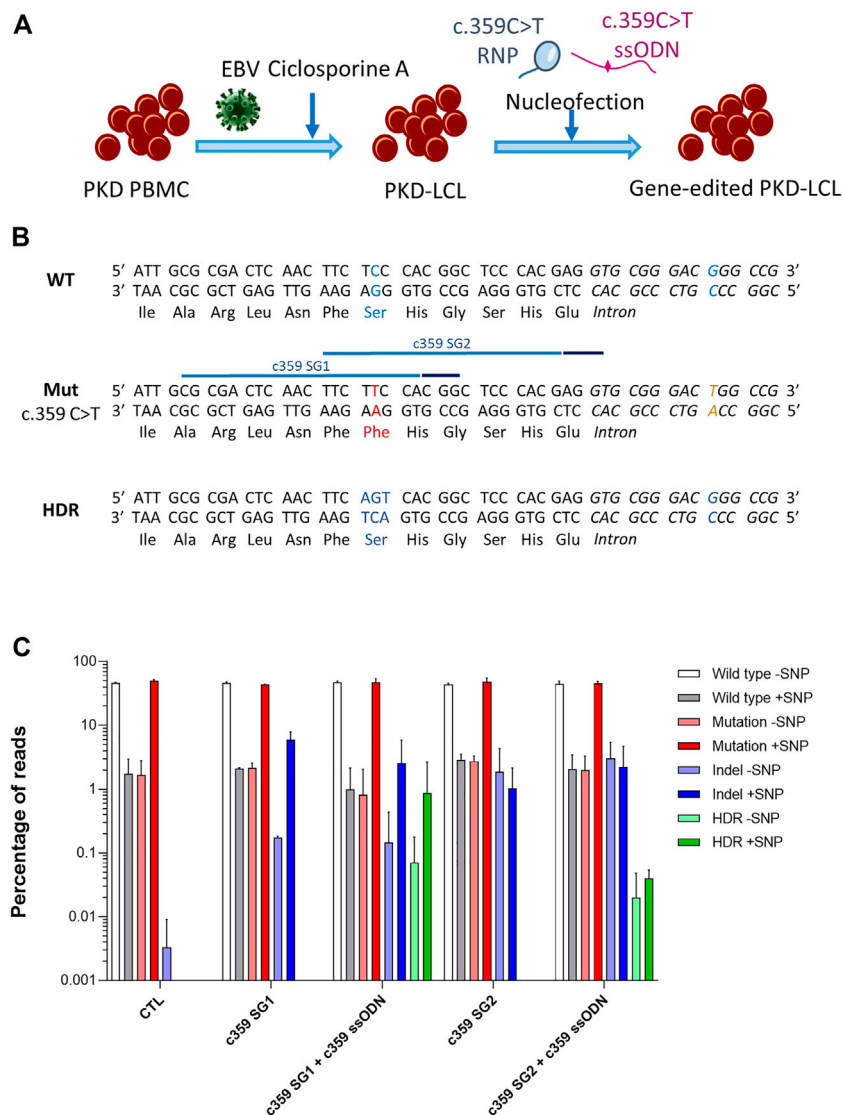 A
EBV Ciclosporine A
c.359C>T
RNP
c.359C>T
ssODN
Nucleofection
PKD PBMC
PKD-LCL
Gene-edited PKD-LCL
B
WT
5’ ATT GCG CGA CTC AAC TTC TCC CAC GGC TCC CAC GAG GTG CGG GAC GGG CCG 3’
3’ TAA CGC GCT GAG TTG AAG AGG GTG CCG AGG GTG CTC CAC GCC CTG CCC GGC 5’
Ile Ala Arg Leu Asn Phe Ser His Gly Ser His Glu Intron
c359 SG2
c359 SG1
Mut
c.359 C>T
5’ ATT GCG CGA CTC AAC TTC TTC CAC GGC TCC CAC GAG GTG CGG GAC TGG CCG 3’
3’ TAA CGC GCT GAG TTG AAG AAG GTG CCG AGG GTG CTC CAC GCC CTG ACC GGC 5’
Ile Ala Arg Leu Asn Phe Phe His Gly Ser His Glu Intron
HDR
5’ ATT GCG CGA CTC AAC TTC AGT CAC GGC TCC CAC GAG GTG CGG GAC GGG CCG 3’
3’ TAA CGC GCT GAG TTG AAG TCA GTG CCG AGG GTG CTC CAC GCC CTG CCC GGC 5’
Ile Ala Arg Leu Asn Phe Ser His Gly Ser His Glu Intron
C
Percentage of reads
100
10
1
0.1
0.01
0.001
CTL
c359 SG1
c359 SG1 + c359 ssODN
c359 SG2
c359 SG2 + c359 ssODN
Wild type -SNP
Wild type +SNP
Mutation -SNP
Mutation +SNP
Indel -SNP
Indel +SNP
HDR -SNP
HDR +SNP